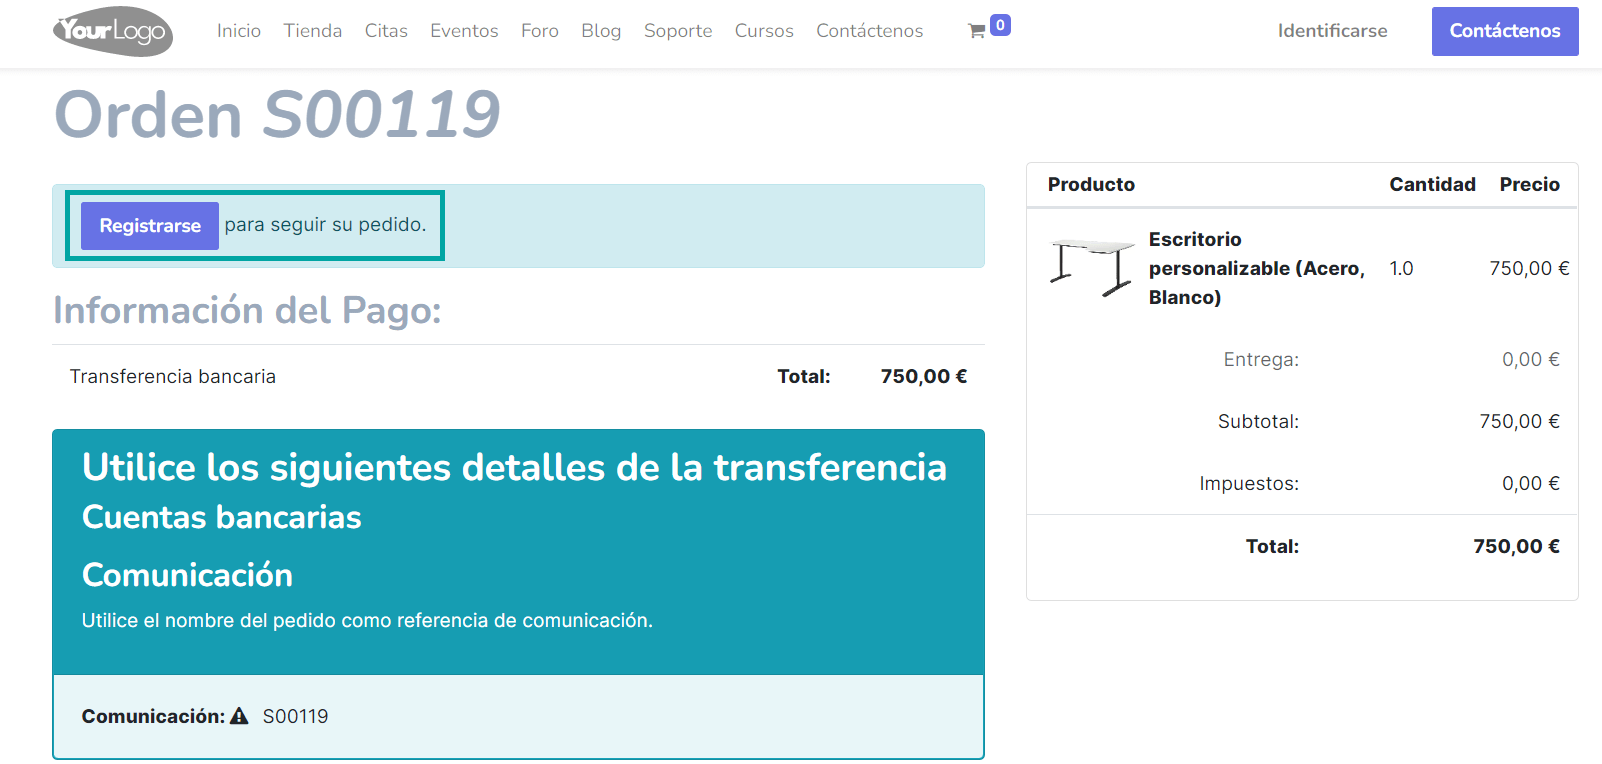 YourLogo
Inicio Tienda Citas Eventos Foro Blog Soporte Cursos Contáctenos 0 Identificarse Contáctenos
Orden S00119
Registrarse para seguir su pedido.
Información del Pago:
Transferencia bancaria Total: 750,00 €
Utilice los siguientes detalles de la transferencia
Cuentas bancarias
Comunicación
Utilice el nombre del pedido como referencia de comunicación.
Comunicación: S00119
Producto Cantidad Precio
Escritorio
personalizable (Acero, 1.0 750,00 €
Blanco)
Entrega: 0,00 €
Subtotal: 750,00 €
Impuestos: 0,00 €
Total: 750,00 €